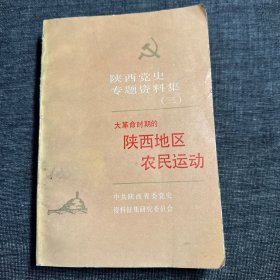 陕西党史
专题资料集
（三）
大革命时期的
陕西地区
农民运动
中共陕西省委党史
资料征集研究委员会